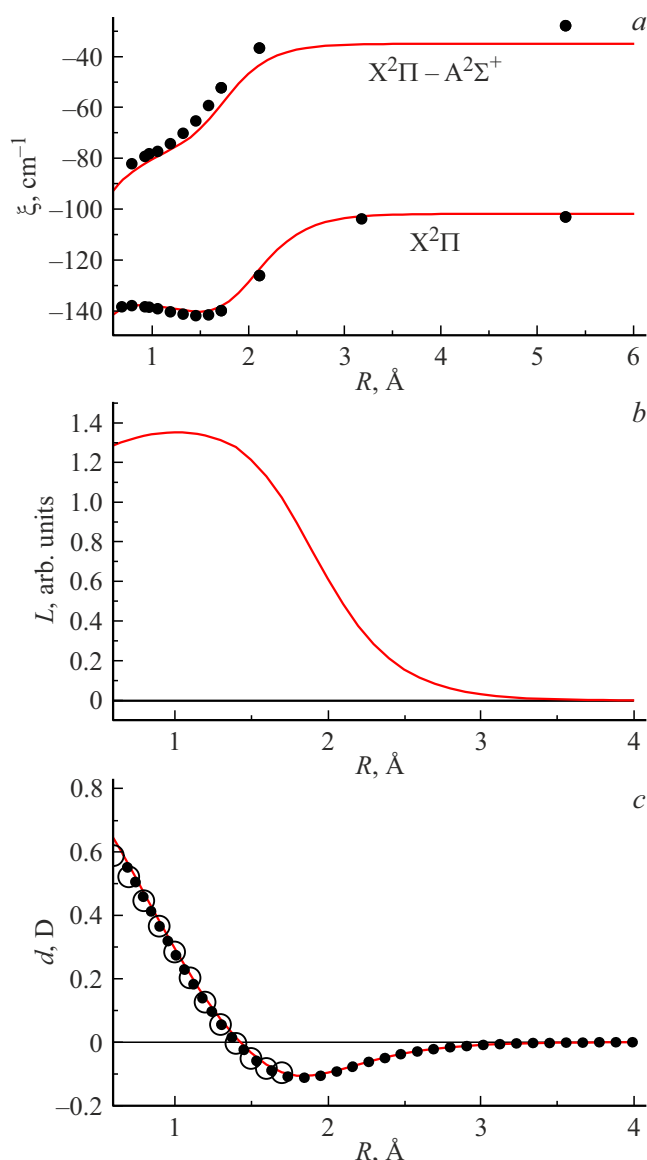 a
−40
−60
−80
−100
−120
−140
ξ, cm⁻¹
X²Π – A²Σ⁺
X²Π
1 2 3 4 5 6
R, Å
b
1.4
1.2
1.0
0.8
0.6
0.4
0.2
0
L, arb. units
1 2 3 4
R, Å
c
0.8
0.6
0.4
0.2
0
−0.2
d, D
1 2 3 4
R, Å